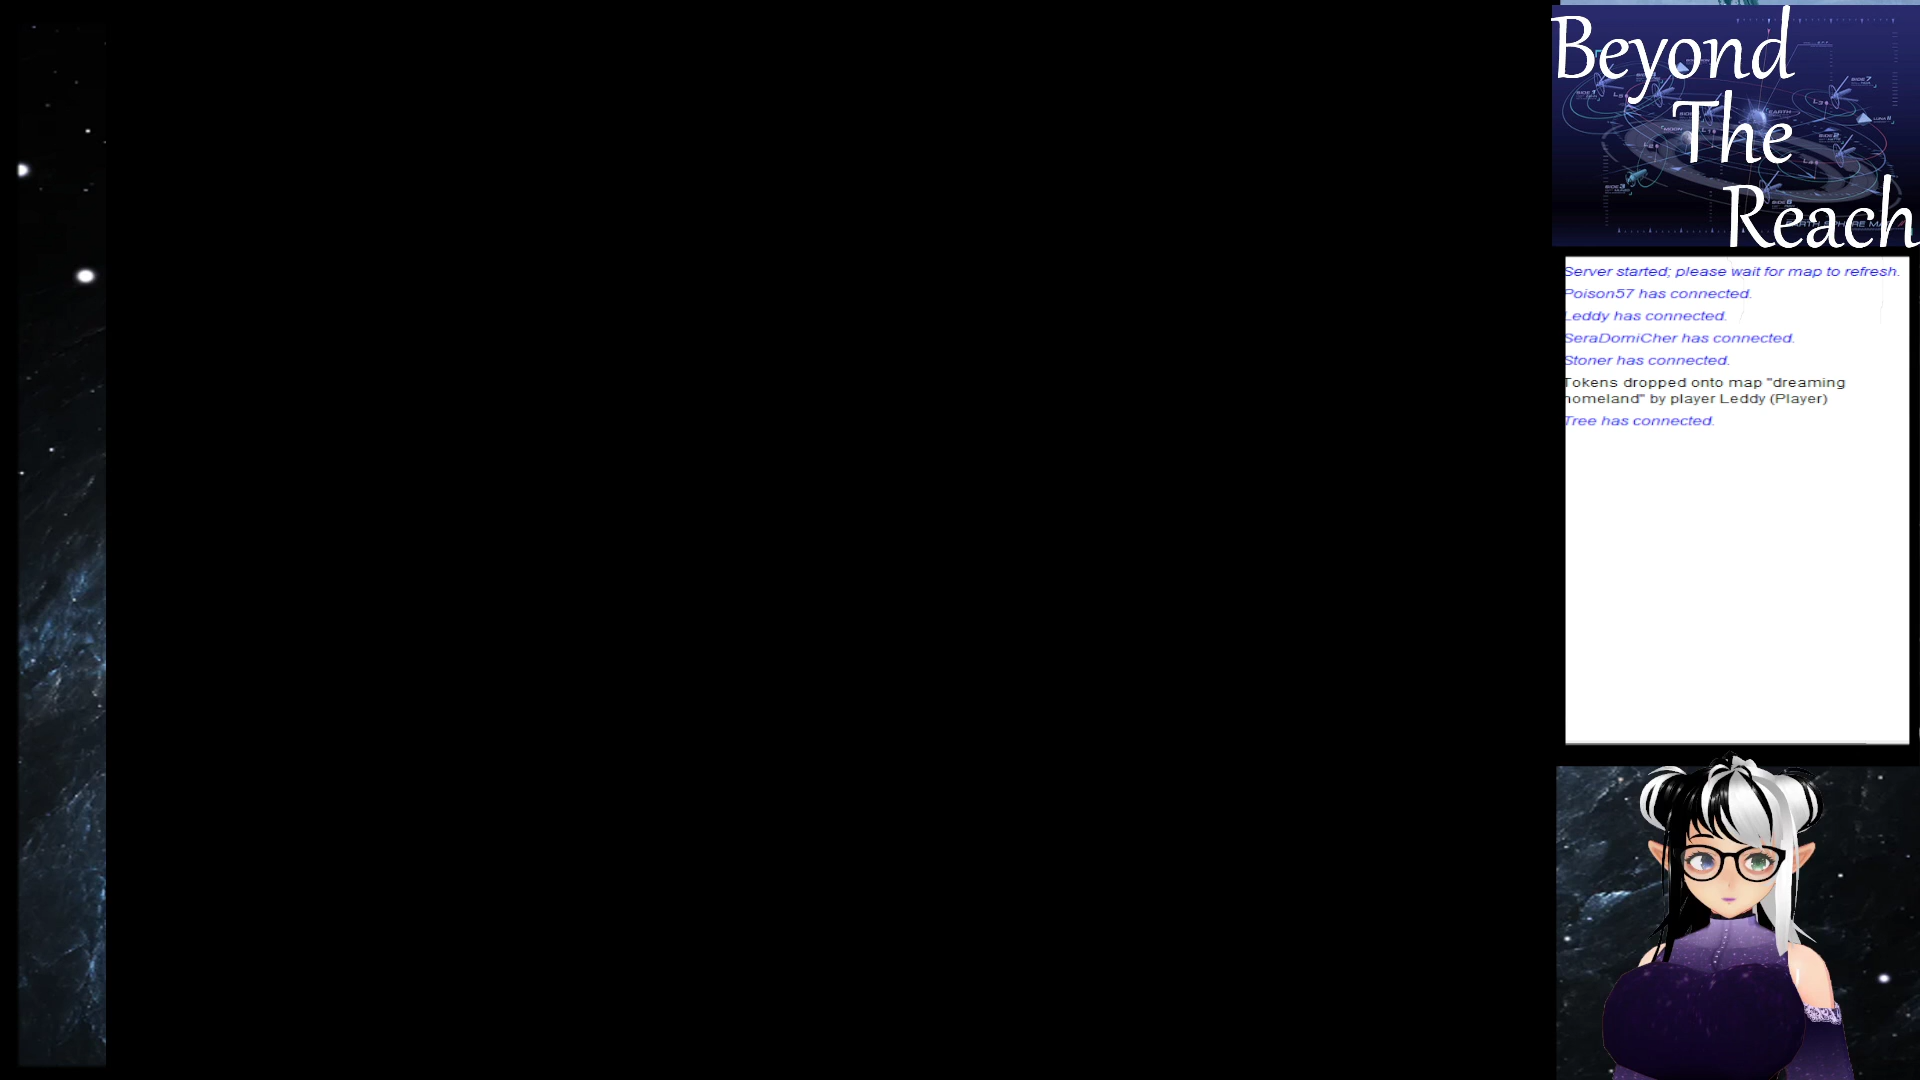 Beyond
The
Reach
Server started; please wait for map to refresh.
Poison57 has connected.
Leddy has connected.
SeraDomiCher has connected.
Stoner has connected.
Tokens dropped onto map "dreaming
homeland" by player Leddy (Player)
Tree has connected.